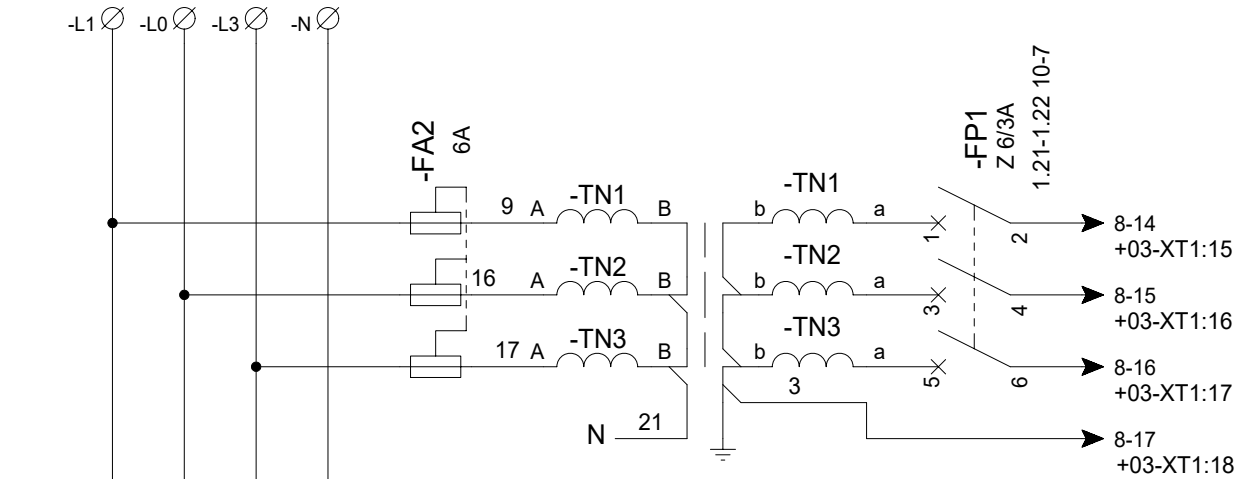 -L1
-L0
-L3
-N
-FA2
6A
-FP1
Z 6/3A
1.21-1.22 10-7
9 A -TN1 B
b -TN1 a
1 2
8-14
+03-XT1:15
16 A -TN2 B
b -TN2 a
3 4
8-15
+03-XT1:16
17 A -TN3 B
b -TN3 a
5 6
8-16
+03-XT1:17
3
N 21
8-17
+03-XT1:18